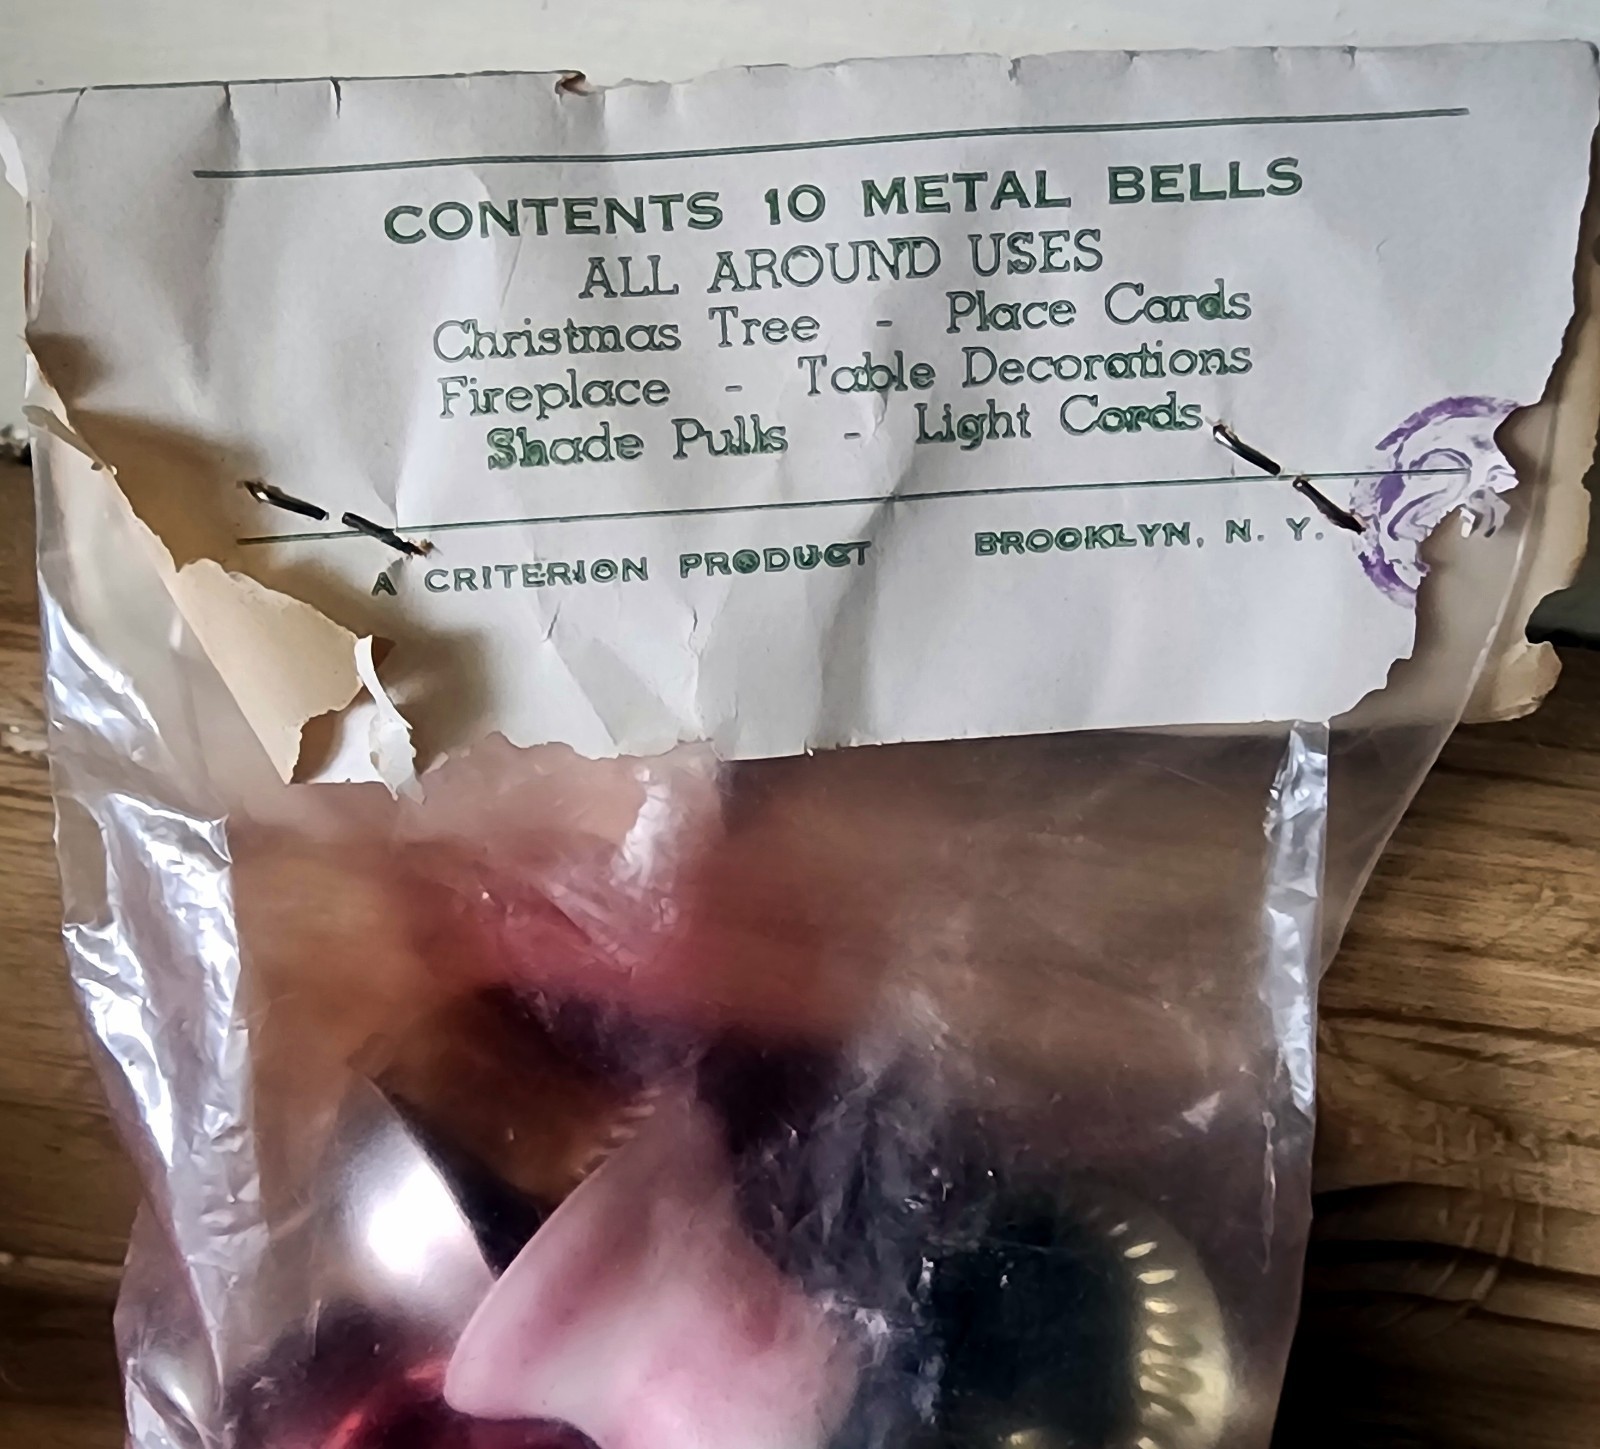 CONTENTS 10 METAL BELLS
ALL AROUND USES
Christmas Tree - Place Cards
Fireplace - Table Decorations
Shade Pulls - Light Cords
A CRITERION PRODUCT BROOKLYN, N. Y.